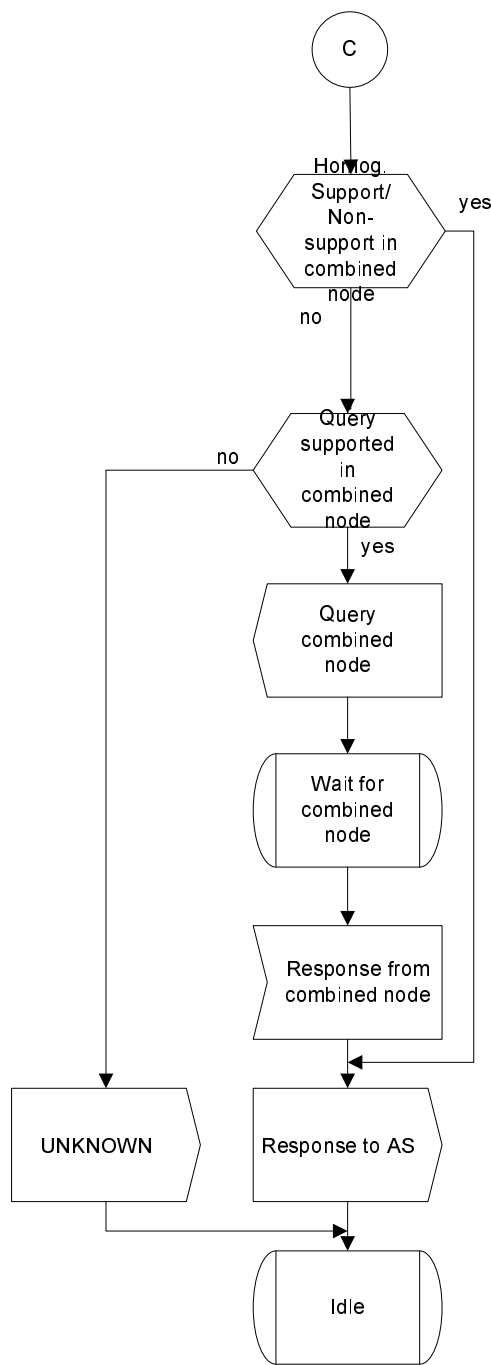 C
Homog.
Support/
Non-
support in
combined
node
yes
no
Query
supported
in
combined
node
no
yes
Query
combined
node
Wait for
combined
node
Response from
combined node
UNKNOWN
Response to AS
Idle